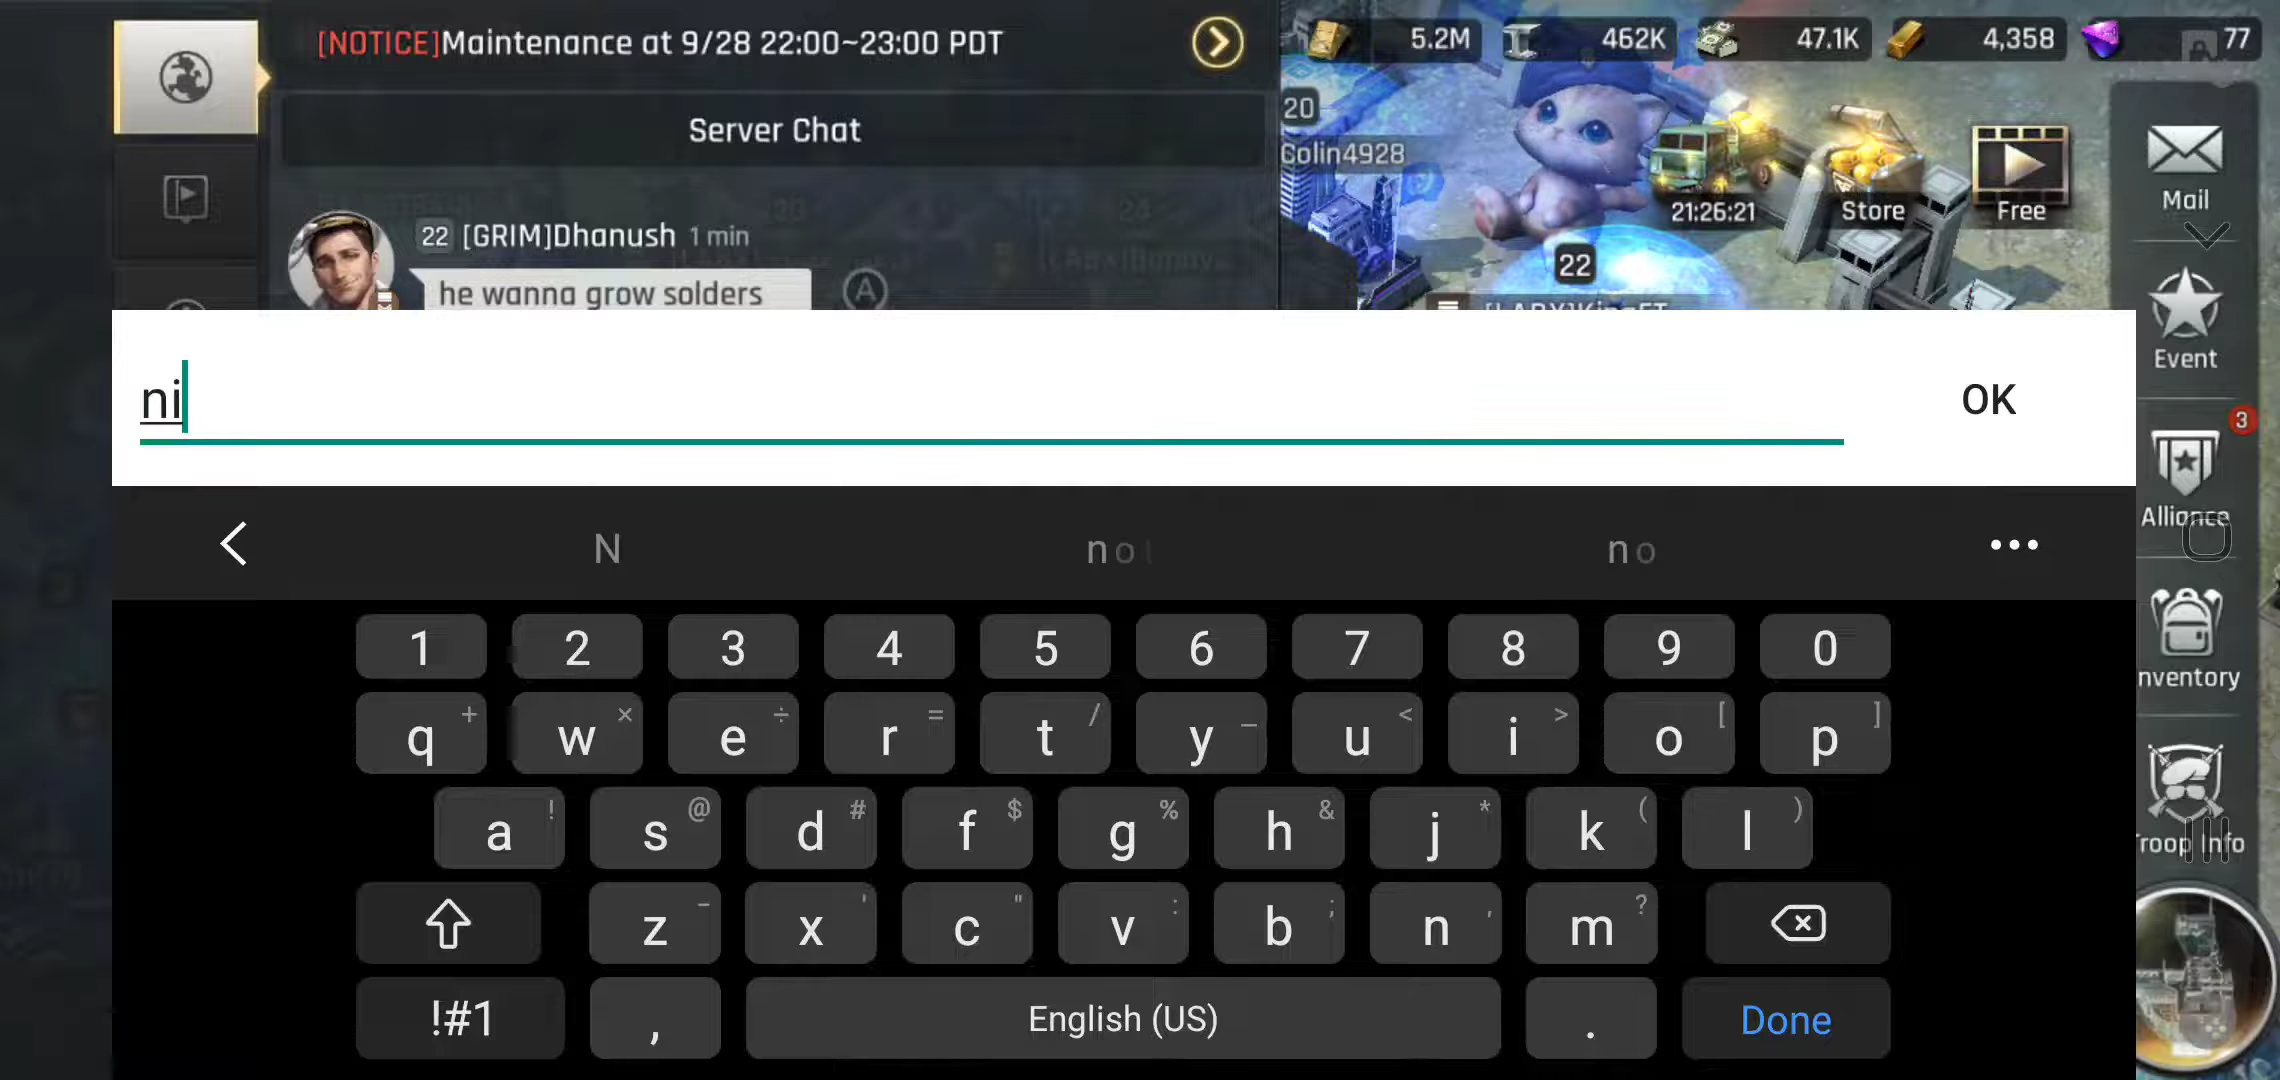 [NOTICE]Maintenance at 9/28 22:00~23:00 PDT
5.2M
462K
47.1K
4,358
77
Server Chat
20
Colin4928
22 [GRIM]Dhanush 1 min
he wanna grow solders
A
21:26:21
Store
Free
22
Mail
Event
3
Alliance
nventory
roop Info
ni
OK
N
not
no
•••
1 2 3 4 5 6 7 8 9 0
q + w × e ÷ r = t / y _ u < i > o [ p ]
a ! s @ d # f $ g % h & j * k ( l )
z - x ' c " v : b ; n , m ?
!#1 , English (US) . Done